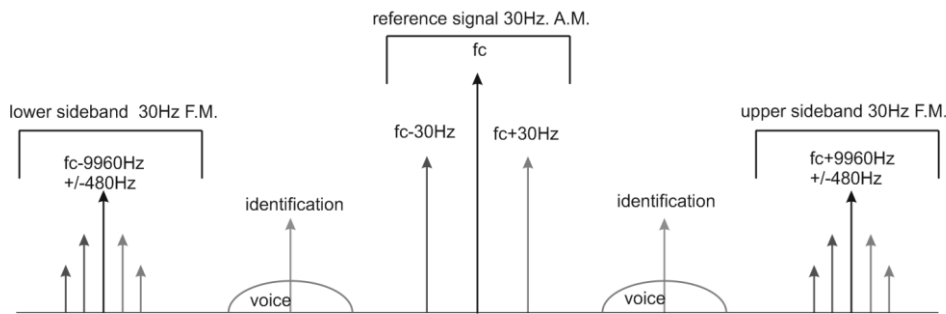 reference signal 30Hz. A.M.
fc
lower sideband 30Hz F.M.
upper sideband 30Hz F.M.
fc-30Hz
fc+30Hz
fc-9960Hz
+/-480Hz
fc+9960Hz
+/-480Hz
identification
identification
voice
voice